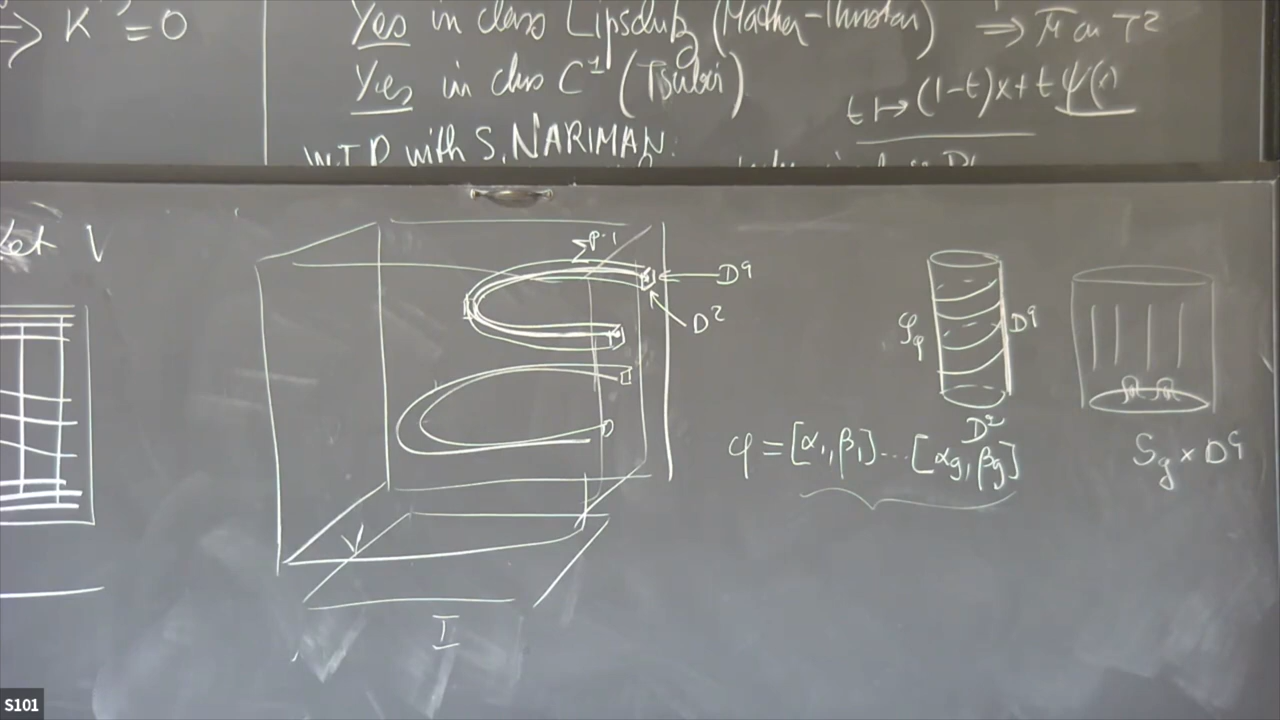 ⇒ K = 0
Yes in class Lipschitz (Mather-Thurston)
⇒ π on T²
Yes in class C¹ (Tsuboi)
t ↦ (1-t)x + tψ(x)
W.I.P with S. NARIMAN:
Σ^{p-1}
D^q
D²
V
I
φ_q
D^q
D²
φ = [α₁,β₁]...[α_g,β_g]
S_g × D^q
S101